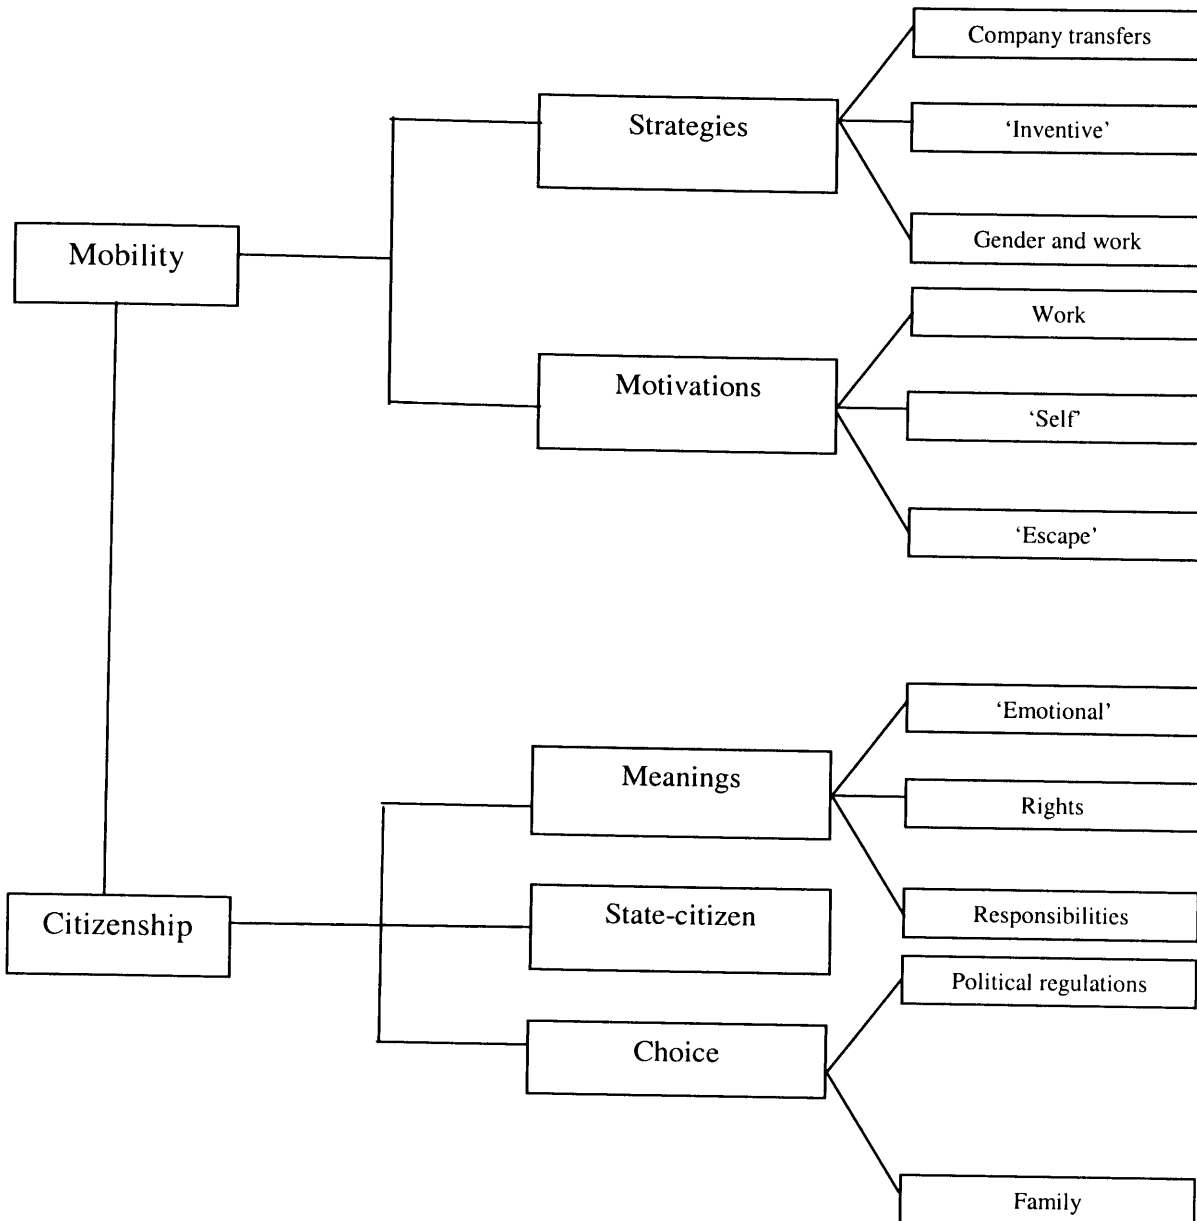 Company transfers
Strategies
‘Inventive’
Mobility
Gender and work
Work
Motivations
‘Self’
‘Escape’
‘Emotional’
Meanings
Rights
Citizenship
State-citizen
Responsibilities
Political regulations
Choice
Family